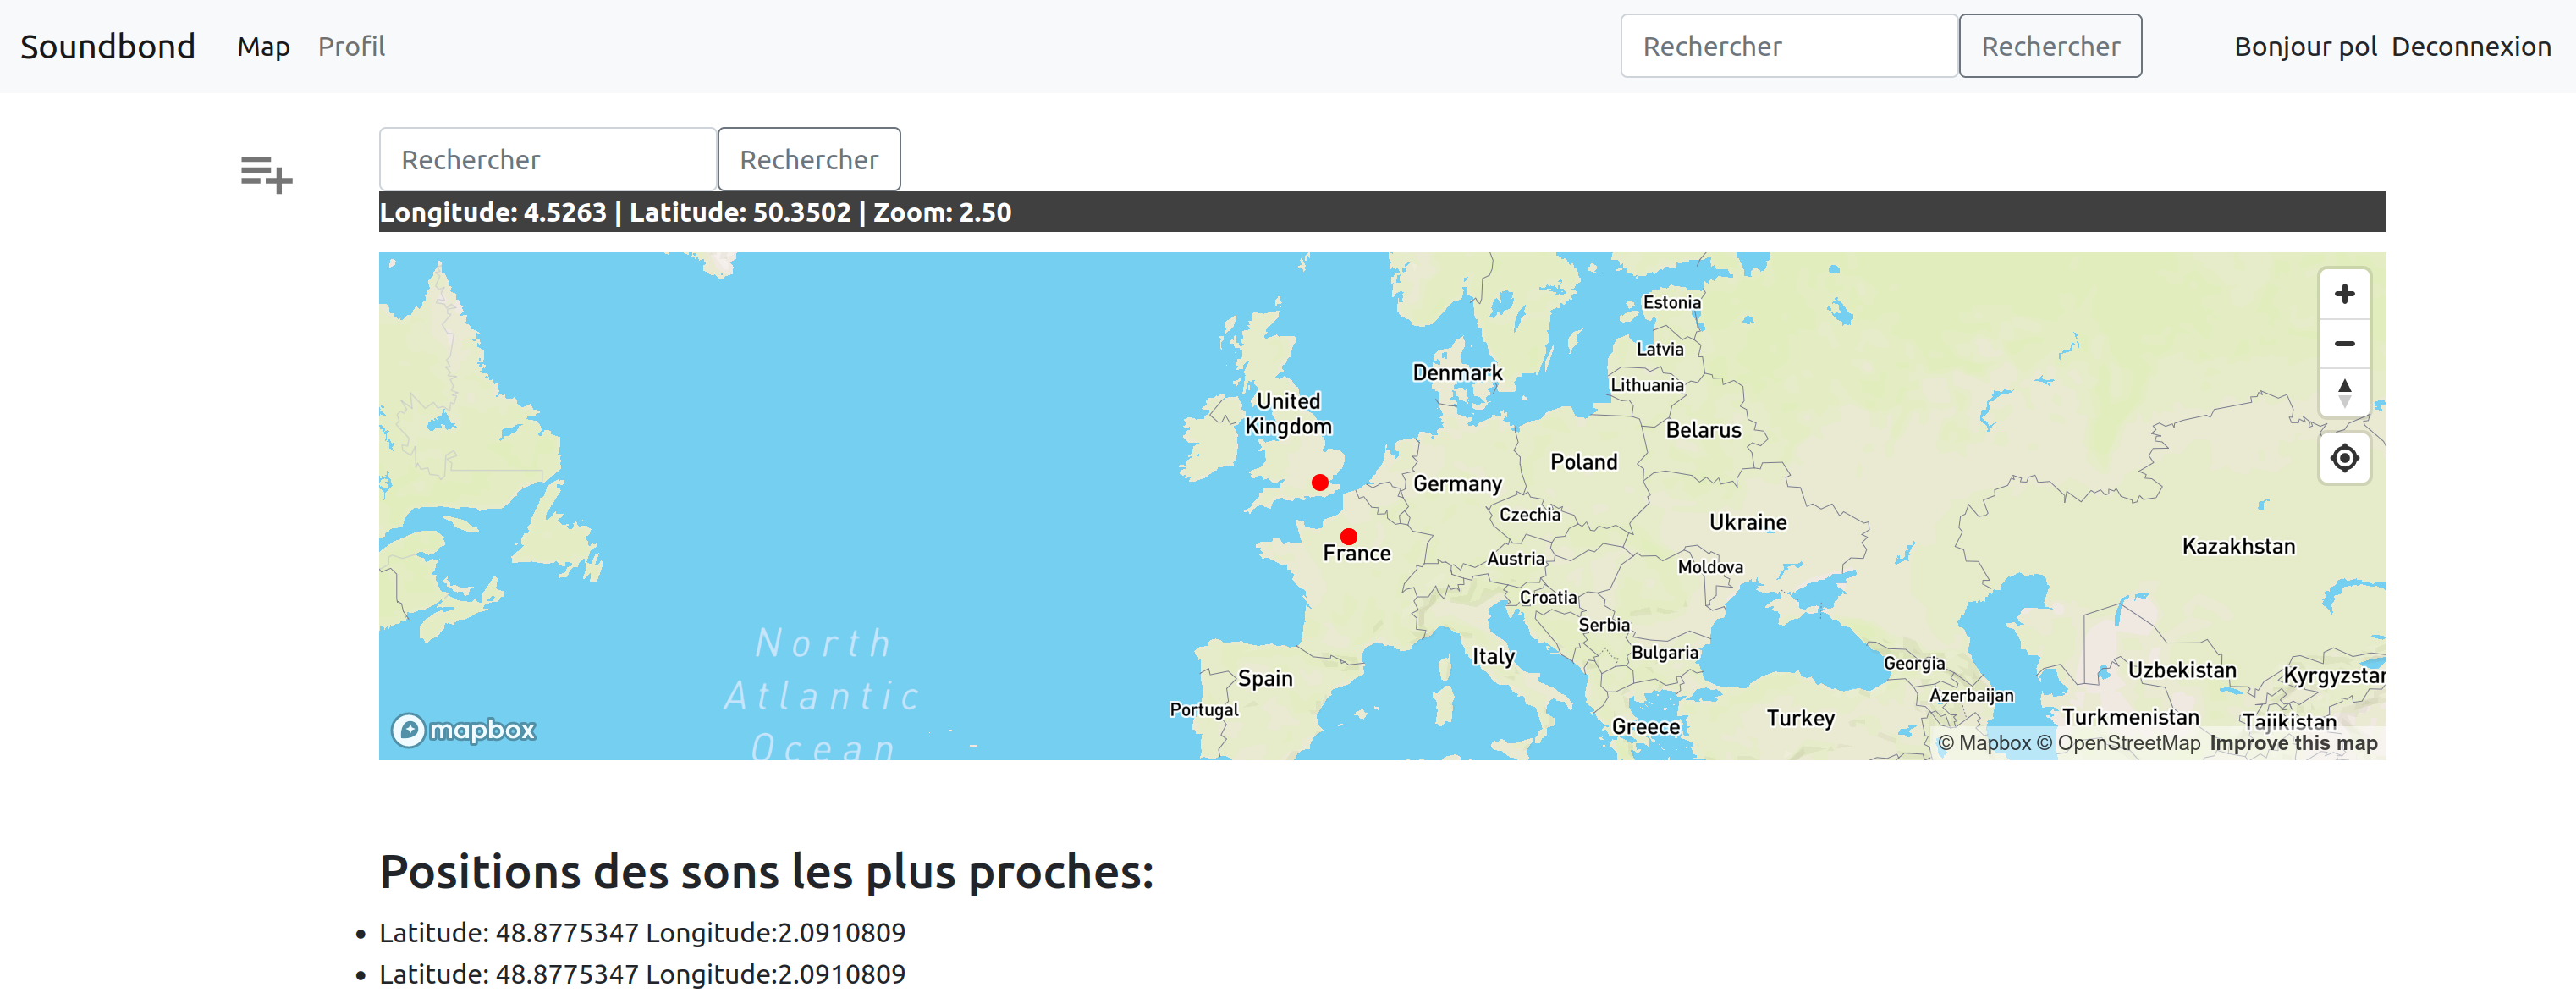 Soundbond Map Profil Rechercher Rechercher Bonjour pol Deconnexion
Rechercher Rechercher
Longitude: 4.5263 | Latitude: 50.3502 | Zoom: 2.50
Estonia
Latvia
Denmark
Lithuania
United
Kingdom
Belarus
Poland
Germany
Czechia
Ukraine
Kazakhstan
France
Austria
Moldova
Croatia
Serbia
North
Bulgaria
Italy
Georgia
Uzbekistan
Spain
Kyrgyzstan
Atlantic
Azerbaijan
Portugal
Turkmenistan
Turkey
Tajikistan
Greece
mapbox
Ocean
© Mapbox © OpenStreetMap Improve this map
Positions des sons les plus proches:
• Latitude: 48.8775347 Longitude:2.0910809
• Latitude: 48.8775347 Longitude:2.0910809